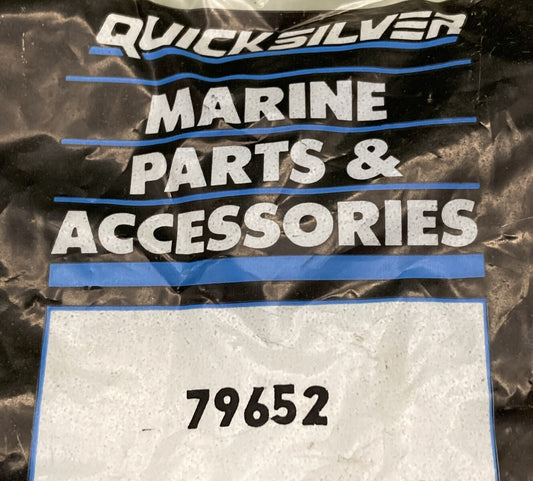 QUICKSILVER
MARINE
PARTS &
ACCESSORIES
79652